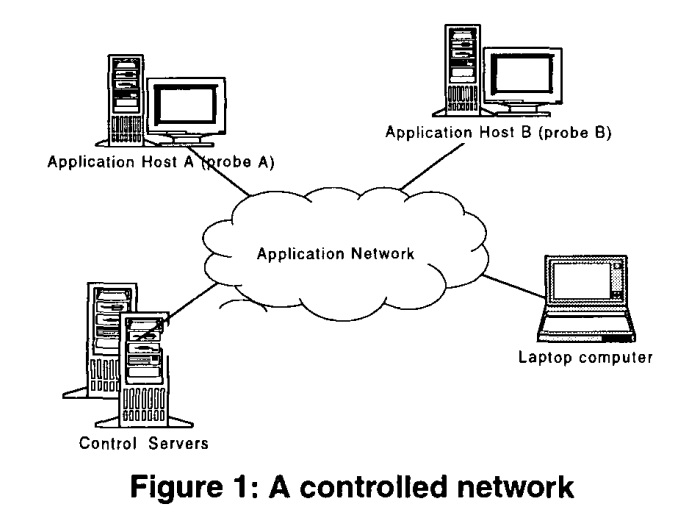 Application Host A (probe A)
Application Host B (probe B)
Application Network
Laptop computer
Control Servers
Figure 1: A controlled network